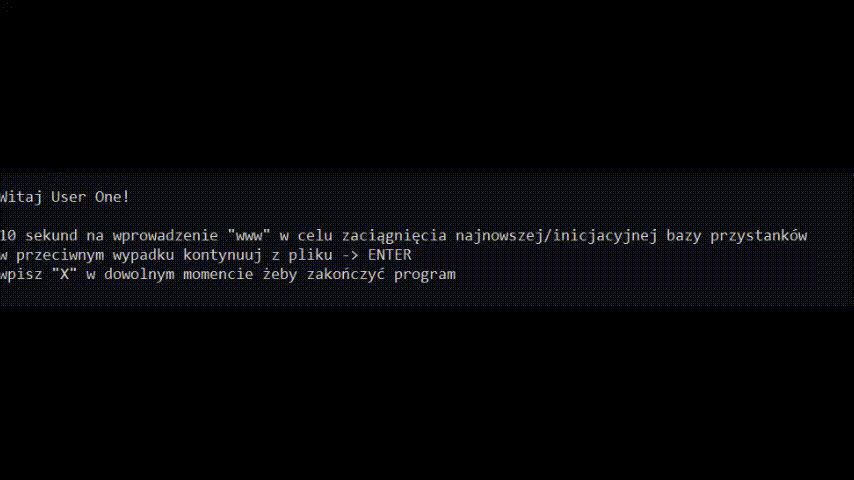 Witaj User One!
10 sekund na wprowadzenie "www" w celu zaciągnięcia najnowszej/inicjacyjnej bazy przystanków
w przeciwnym wypadku kontynuuj z pliku -> ENTER
wpisz "X" w dowolnym momencie żeby zakończyć program